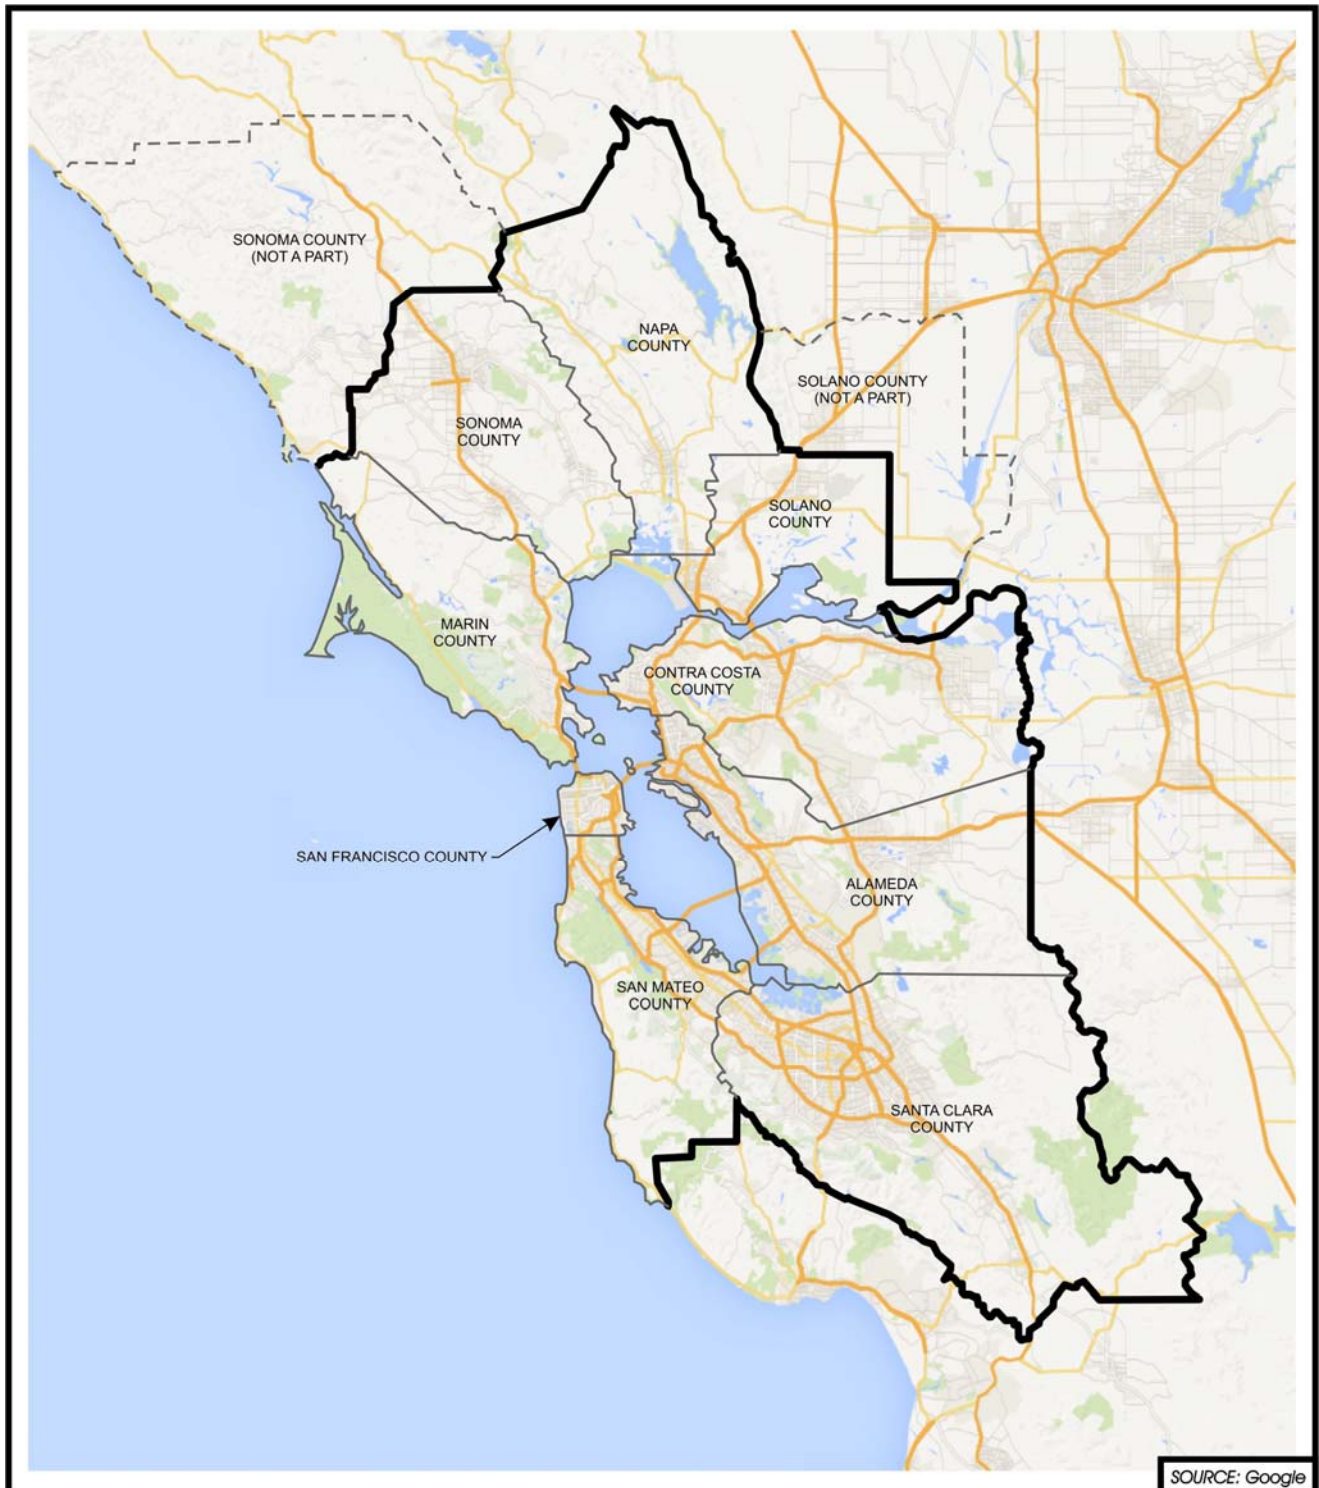 SONOMA COUNTY
(NOT A PART)
NAPA
COUNTY
SOLANO COUNTY
(NOT A PART)
SONOMA
COUNTY
SOLANO
COUNTY
MARIN
COUNTY
CONTRA COSTA
COUNTY
SAN FRANCISCO COUNTY
ALAMEDA
COUNTY
SAN MATEO
COUNTY
SANTA CLARA
COUNTY
SOURCE: Google